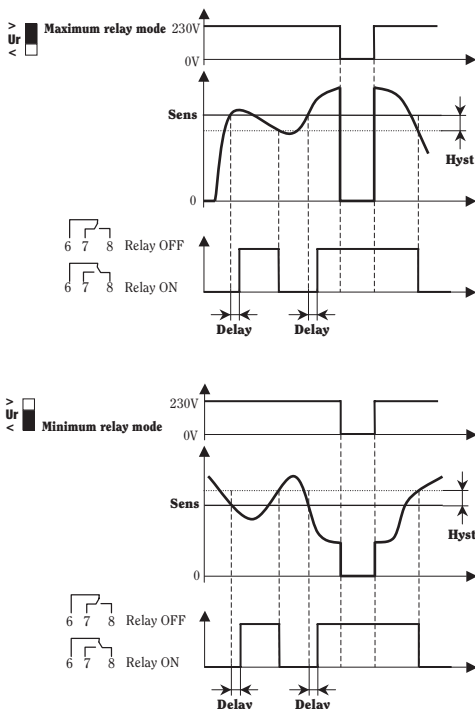 >
Ur
<
Maximum relay mode
230V
0V
Sens
Hyst
0
6 7 8 Relay OFF
6 7 8 Relay ON
Delay Delay
>
Ur
<
Minimum relay mode
230V
0V
Sens
Hyst
0
6 7 8 Relay OFF
6 7 8 Relay ON
Delay Delay